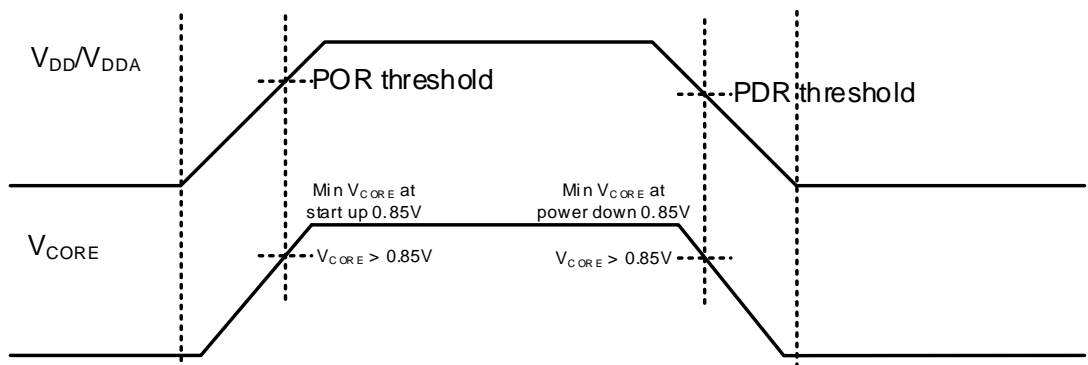 VDD/VDDA
POR threshold
PDR threshold
Min VCORE at
start up 0.85V
Min VCORE at
power down 0.85V
VCORE
VCORE > 0.85V
VCORE > 0.85V